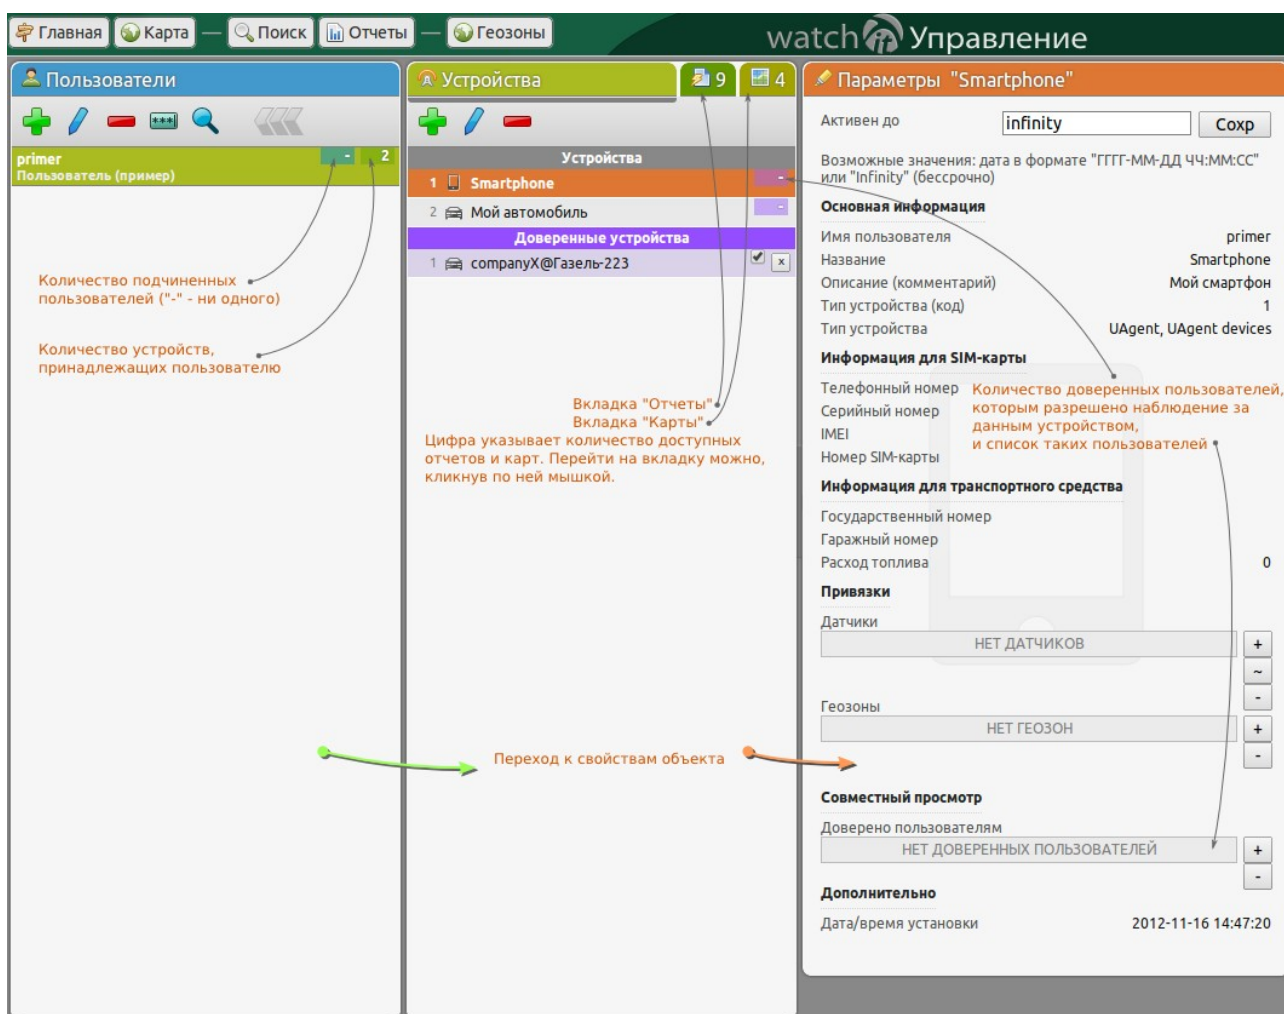 Главная Карта — Поиск Отчеты — Геозоны watch Управление
Пользователи
primer - 2
Пользователь (пример)
Количество подчиненных
пользователей ("-" - ни одного)
Количество устройств,
принадлежащих пользователю
Устройства 9 4
Устройства
1 Smartphone -
2 Мой автомобиль -
Доверенные устройства
1 companyX@Газель-223 x
Вкладка "Отчеты"
Вкладка "Карты"
Цифра указывает количество доступных
отчетов и карт. Перейти на вкладку можно,
кликнув по ней мышкой.
Переход к свойствам объекта
Параметры "Smartphone"
Активен до infinity Сохр
Возможные значения: дата в формате "ГГГГ-ММ-ДД ЧЧ:ММ:СС"
или "Infinity" (бессрочно)
Основная информация
Имя пользователя primer
Название Smartphone
Описание (комментарий) Мой смартфон
Тип устройства (код) 1
Тип устройства UAgent, UAgent devices
Информация для SIM-карты
Телефонный номер
Серийный номер
IMEI
Номер SIM-карты
Количество доверенных пользователей,
которым разрешено наблюдение за
данным устройством,
и список таких пользователей
Информация для транспортного средства
Государственный номер
Гаражный номер
Расход топлива 0
Привязки
Датчики
НЕТ ДАТЧИКОВ +
~
-
Геозоны
НЕТ ГЕОЗОН +
-
Совместный просмотр
Доверено пользователям
НЕТ ДОВЕРЕННЫХ ПОЛЬЗОВАТЕЛЕЙ +
-
Дополнительно
Дата/время установки 2012-11-16 14:47:20